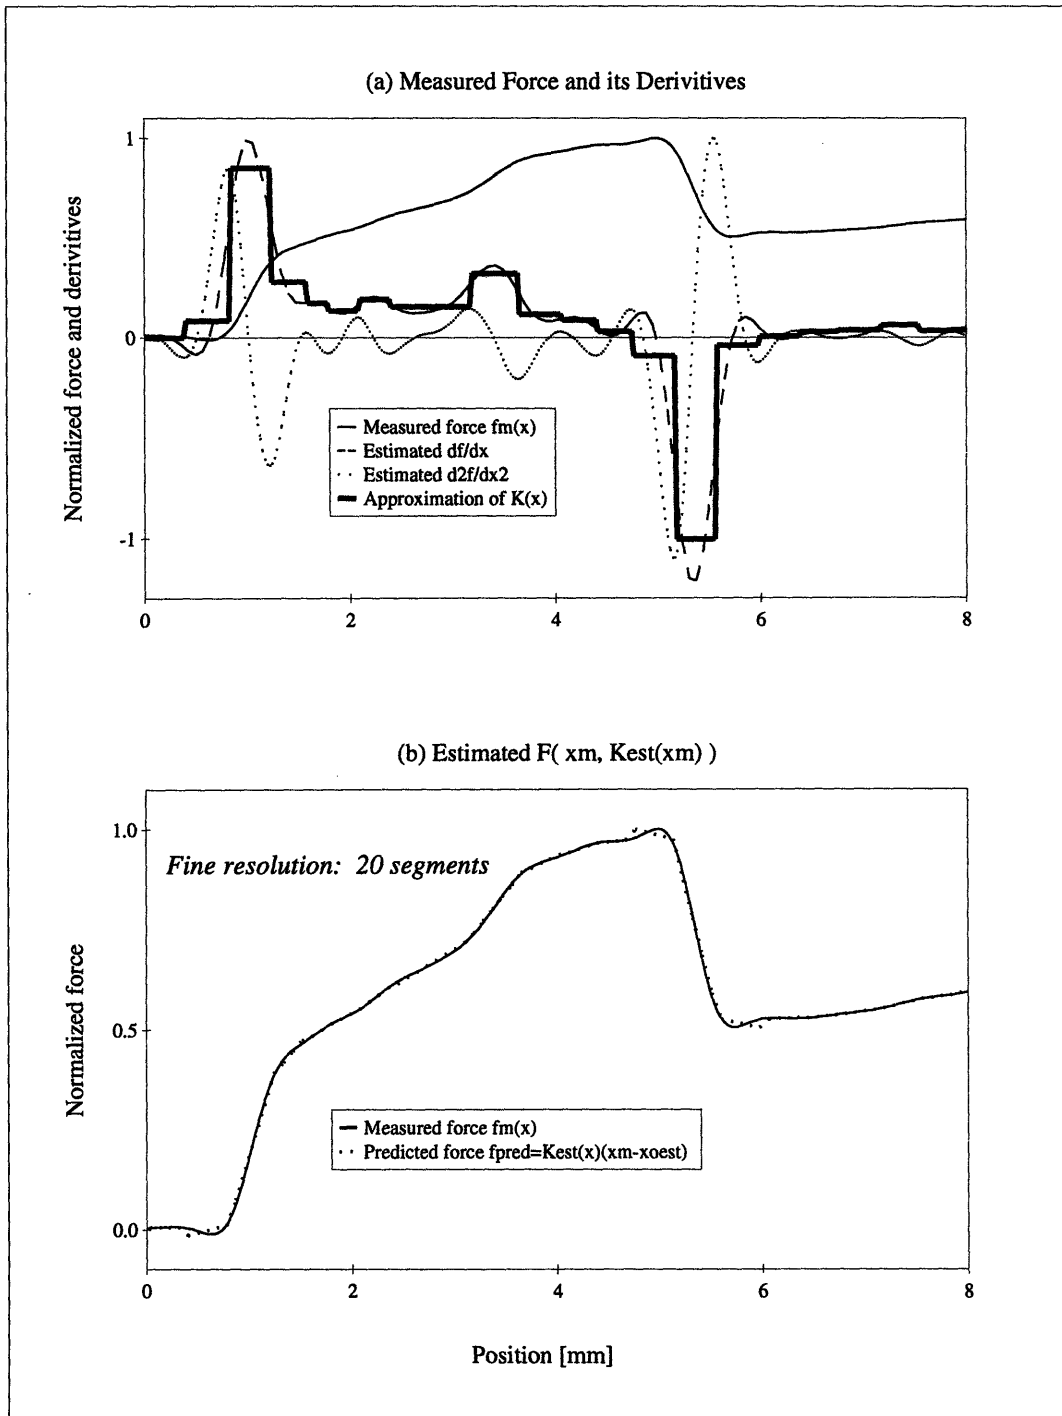 (a) Measured Force and its Derivitives
Normalized force and derivitives
1
0
-1
Measured force fm(x)
Estimated df/dx
Estimated d2f/dx2
Approximation of K(x)
0 2 4 6 8
(b) Estimated F( xm, Kest(xm) )
Normalized force
1.0
0.5
0.0
Fine resolution: 20 segments
Measured force fm(x)
Predicted force fpred=Kest(x)(xm-xoest)
0 2 4 6 8
Position [mm]